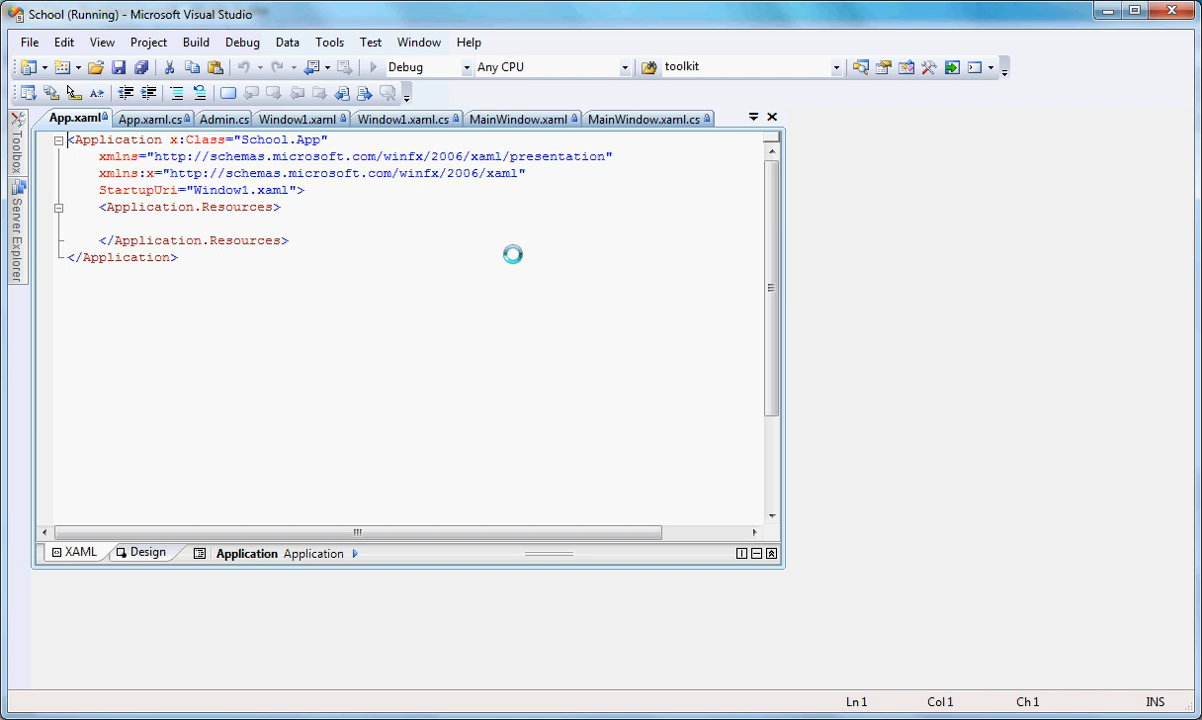 School (Running) - Microsoft Visual Studio
File Edit View Project Build Debug Data Tools Test Window Help
Debug Any CPU toolkit
App.xaml App.xaml.cs Admin.cs Window1.xaml Window1.xaml.cs MainWindow.xaml MainWindow.xaml.cs
Toolbox
Server Explorer
<Application x:Class="School.App"
xmlns="http://schemas.microsoft.com/winfx/2006/xaml/presentation"
xmlns:x="http://schemas.microsoft.com/winfx/2006/xaml"
StartupUri="Window1.xaml">
<Application.Resources>
</Application.Resources>
</Application>
XAML Design Application Application
Ln 1 Col 1 Ch 1 INS